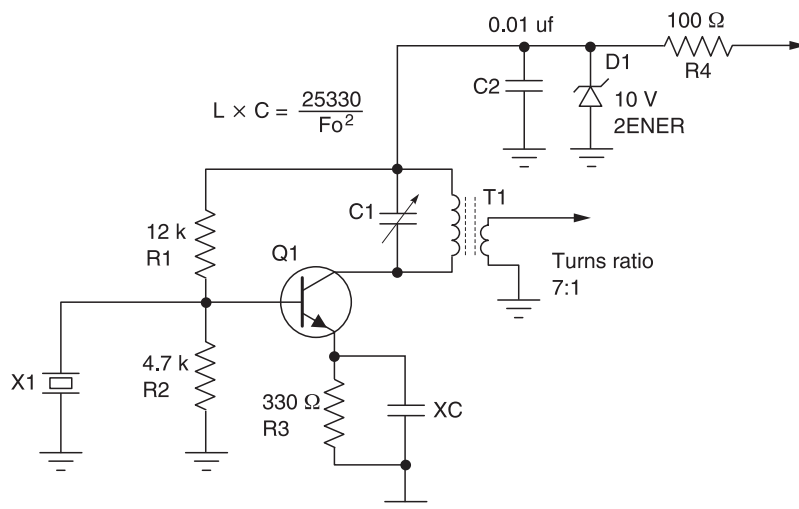 0.01 uf
100 Ω
D1
R4
C2
10 V
2ENER
L × C = 25330
Fo²
T1
C1
12 k
R1
Q1
Turns ratio
7:1
4.7 k
R2
X1
330 Ω
R3
XC